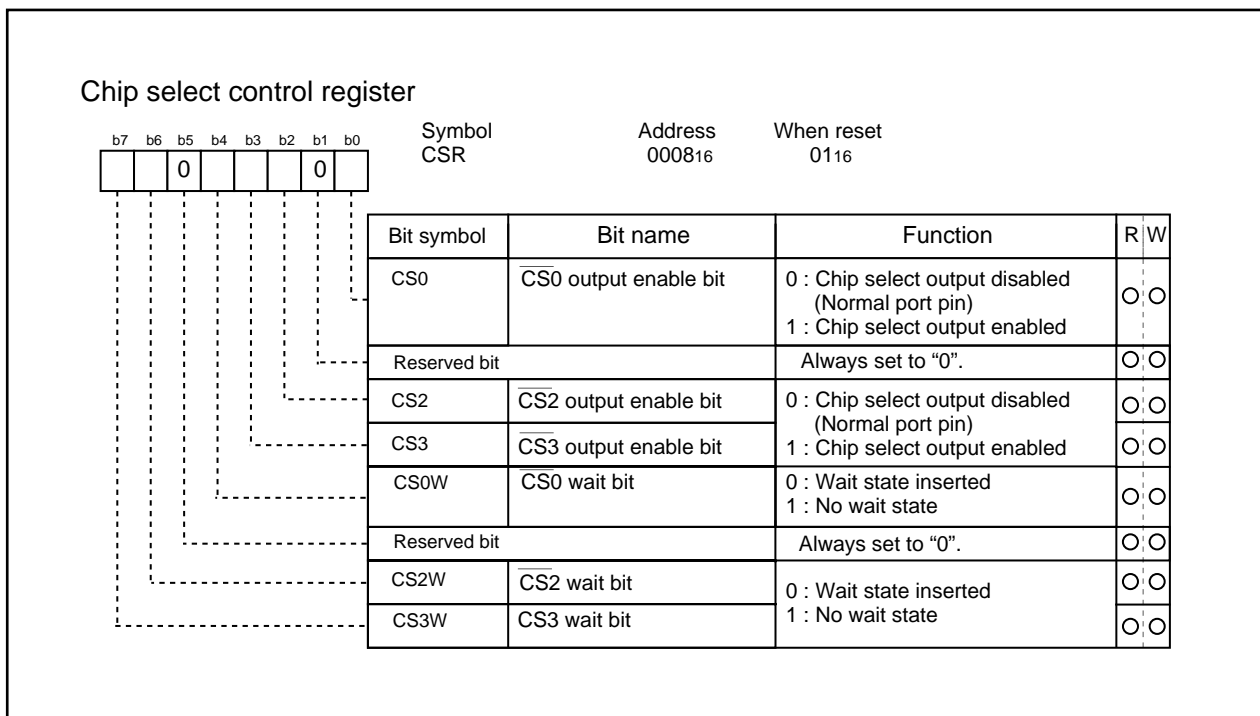 Chip select control register
b7 b6 b5 b4 b3 b2 b1 b0
Symbol Address When reset
CSR 000816 0116
0 0
Bit symbol Bit name Function R W
CS0 CS0 output enable bit 0 : Chip select output disabled
(Normal port pin)
1 : Chip select output enabled
Reserved bit Always set to “0”.
CS2 CS2 output enable bit 0 : Chip select output disabled
(Normal port pin)
CS3 CS3 output enable bit 1 : Chip select output enabled
CS0W CS0 wait bit 0 : Wait state inserted
1 : No wait state
Reserved bit Always set to “0”.
CS2W CS2 wait bit 0 : Wait state inserted
CS3W CS3 wait bit 1 : No wait state